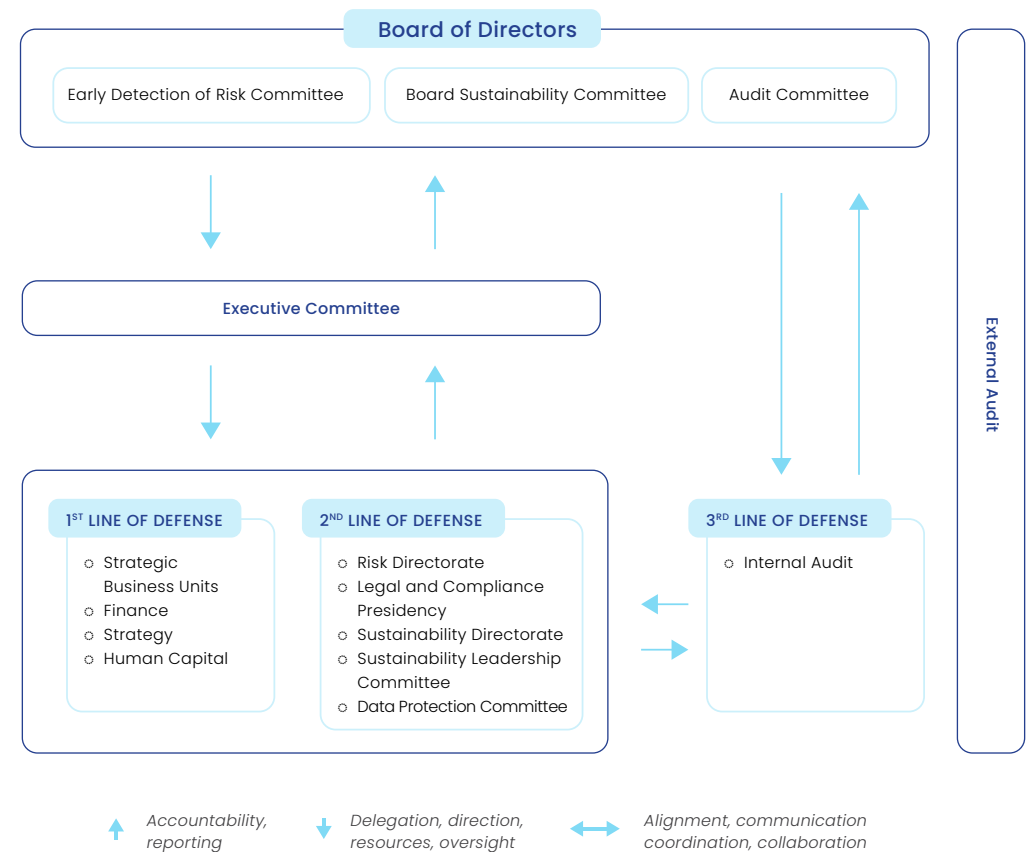 Board of Directors
Early Detection of Risk Committee
Board Sustainability Committee
Audit Committee
Executive Committee
External Audit
1ST LINE OF DEFENSE
Strategic
Business Units
Finance
Strategy
Human Capital
2ND LINE OF DEFENSE
Risk Directorate
Legal and Compliance
Presidency
Sustainability Directorate
Sustainability Leadership
Committee
Data Protection Committee
3RD LINE OF DEFENSE
Internal Audit
Accountability,
reporting
Delegation, direction,
resources, oversight
Alignment, communication
coordination, collaboration